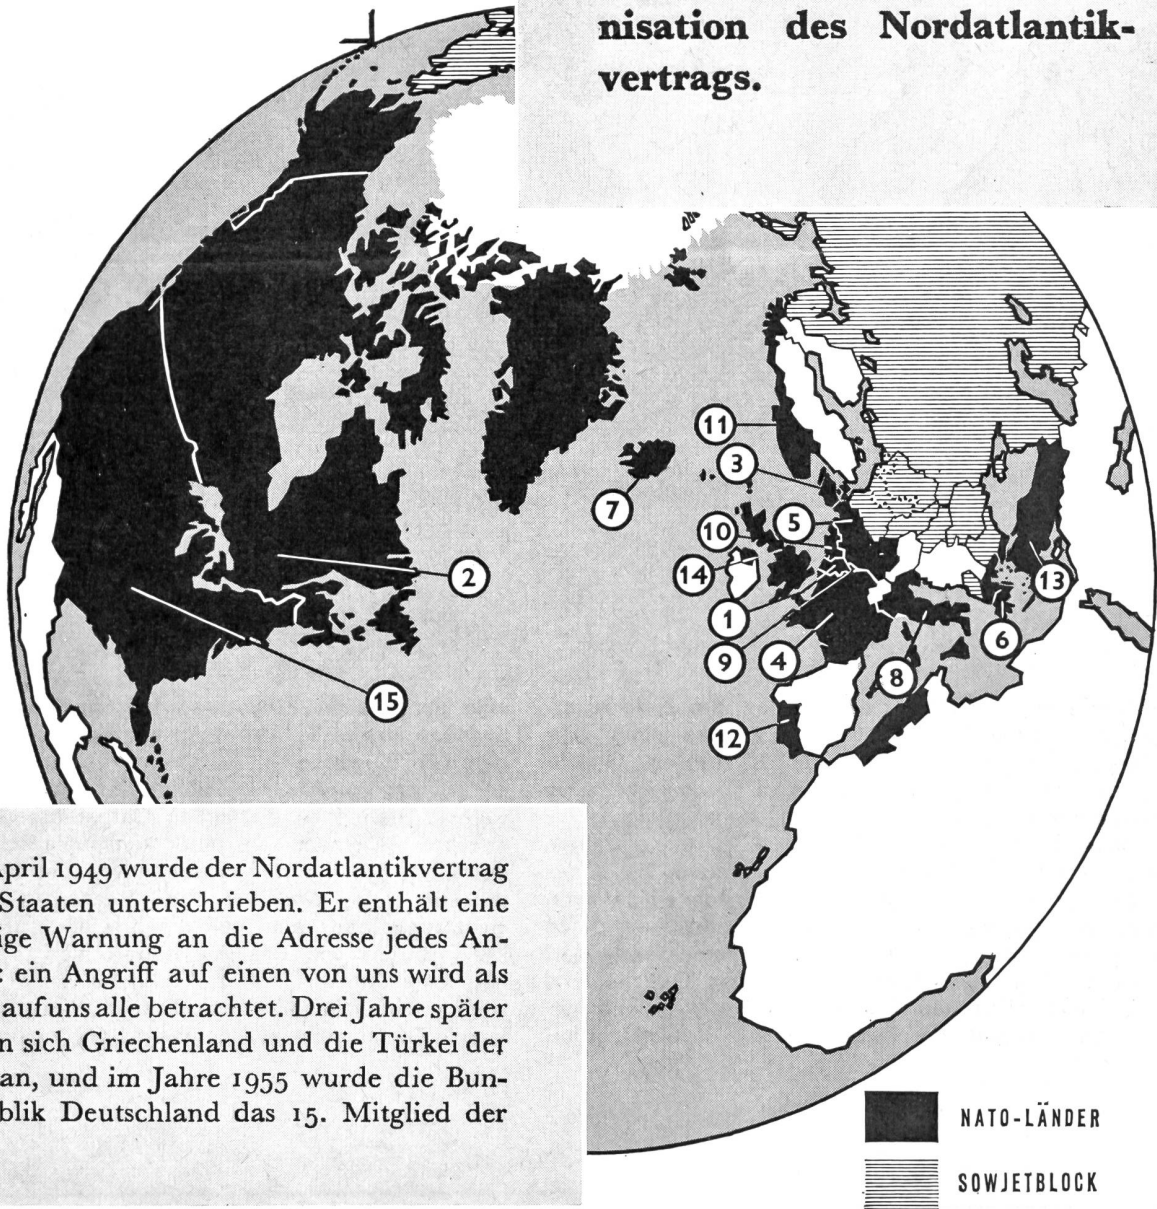 nisation des Nordatlantik-
vertrags.
11
3
7
10
5
14
2
1
9
4
13
6
8
15
12
April 1949 wurde der Nordatlantikvertrag
Staaten unterschrieben. Er enthält eine
ige Warnung an die Adresse jedes An-
: ein Angriff auf einen von uns wird als
auf uns alle betrachtet. Drei Jahre später
n sich Griechenland und die Türkei der
an, und im Jahre 1955 wurde die Bun-
blik Deutschland das 15. Mitglied der
NATO-LÄNDER
SOWJETBLOCK